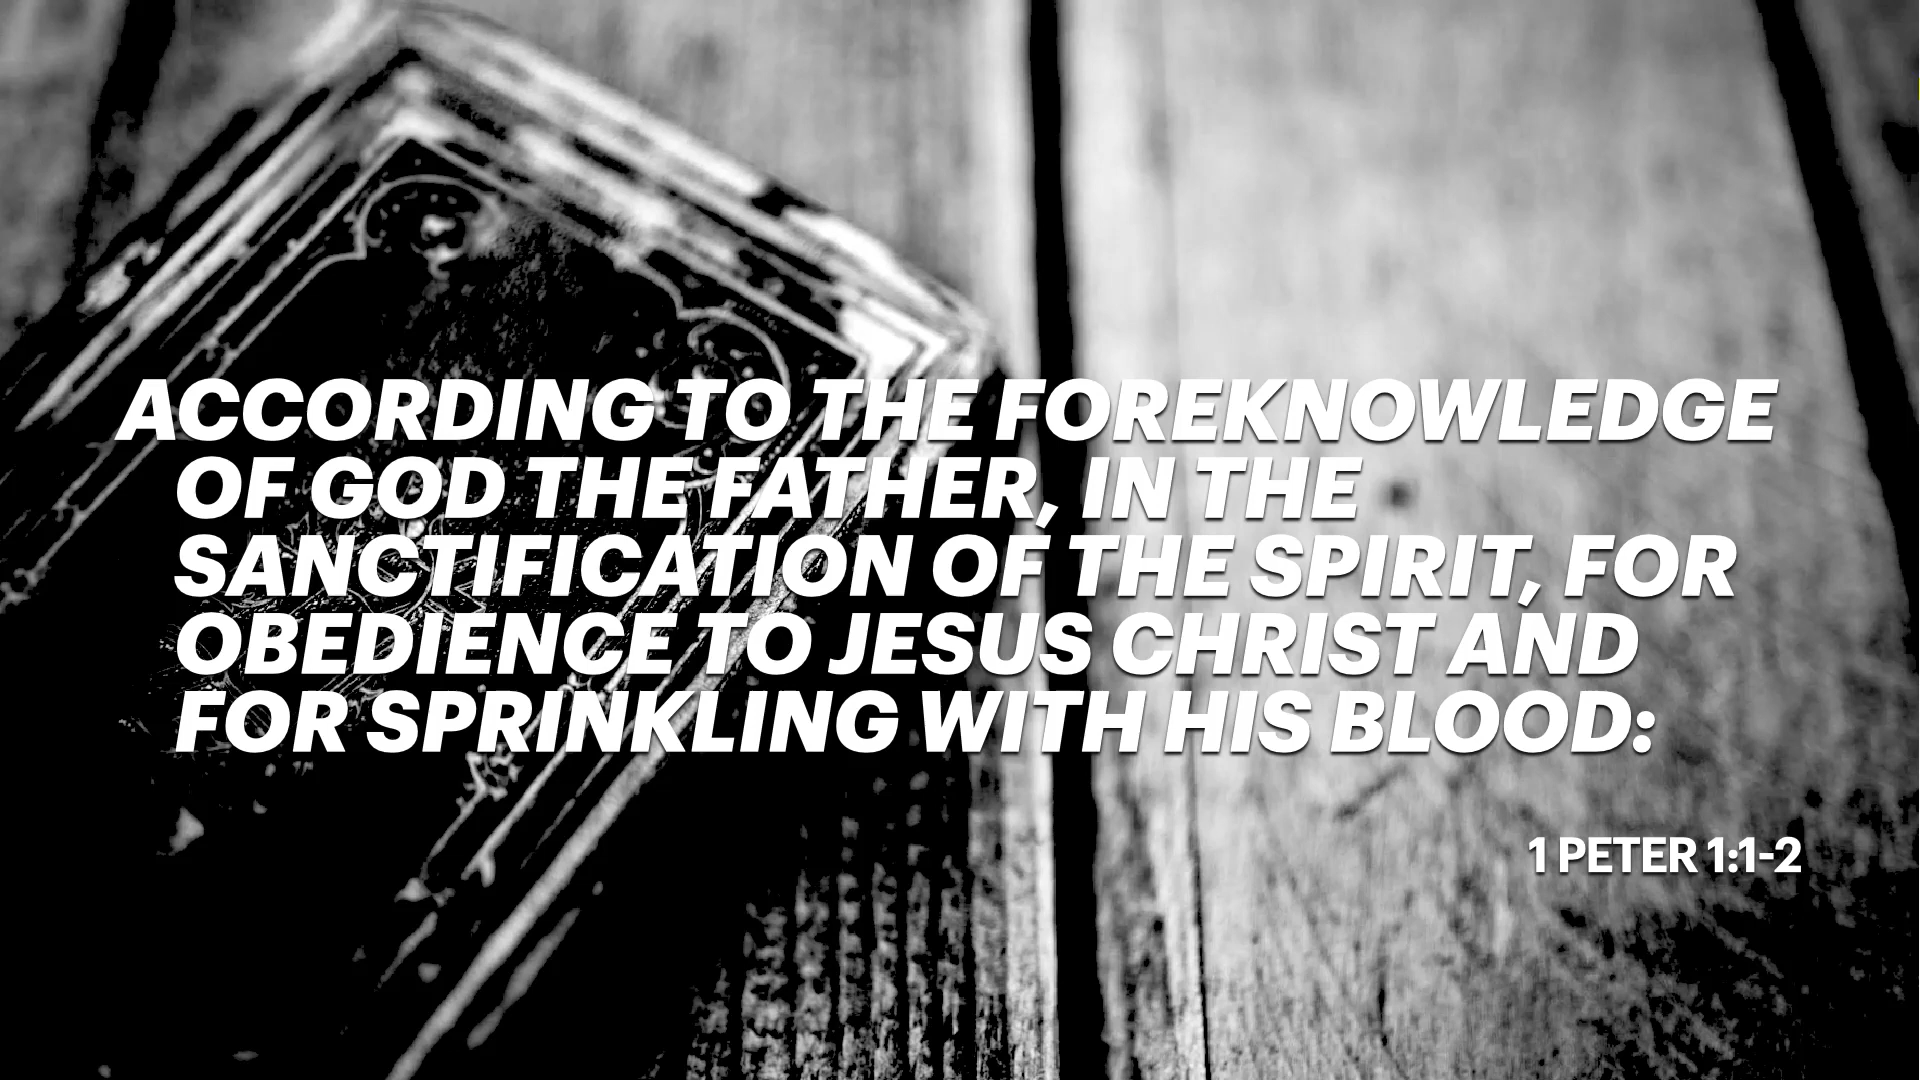 ACCORDING TO THE FOREKNOWLEDGE
OF GOD THE FATHER, IN THE
SANCTIFICATION OF THE SPIRIT, FOR
OBEDIENCE TO JESUS CHRIST AND
FOR SPRINKLING WITH HIS BLOOD:
1 PETER 1:1-2